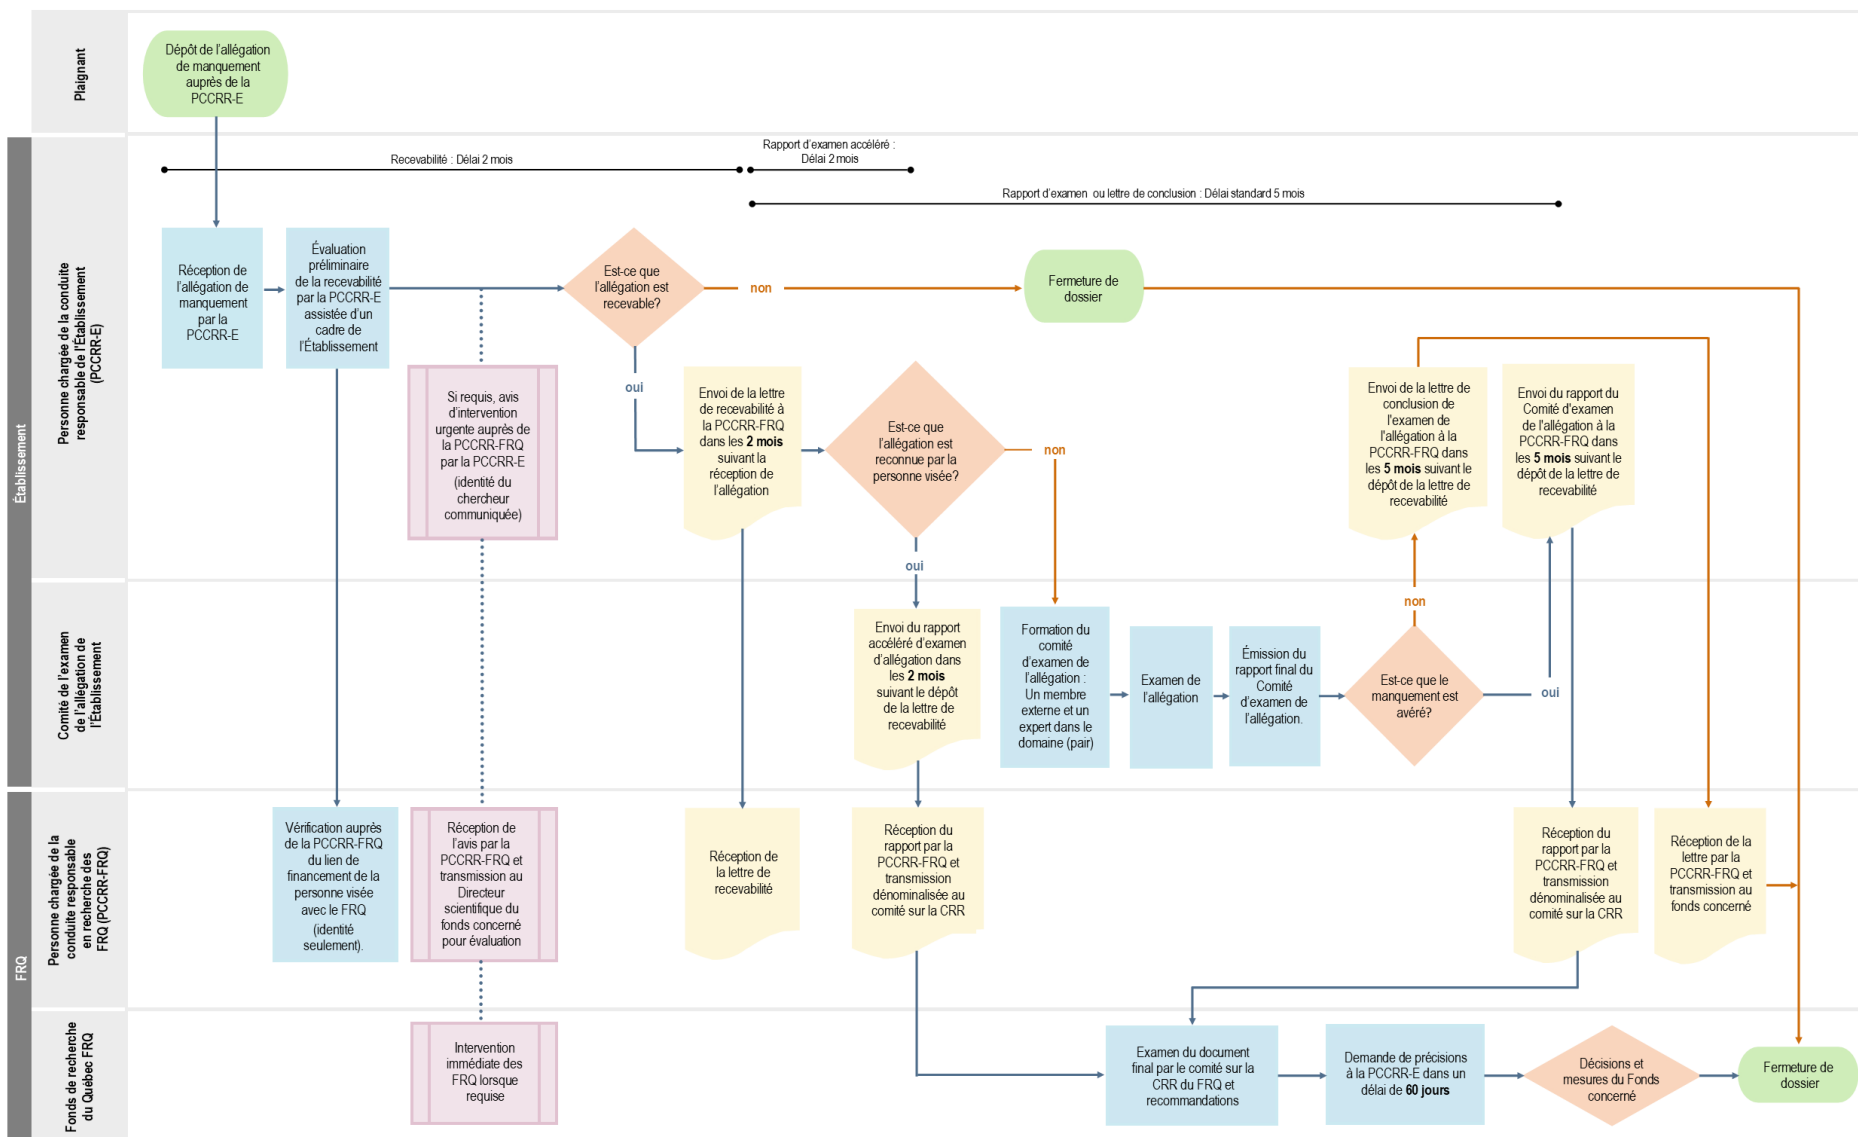 Plaignant
Dépôt de l'allégation
de manquement
auprès de la
PCCRR-E
Établissement
Personne chargée de la conduite
responsable de l'Établissement
(PCCRR-E)
Recevabilité : Délai 2 mois
Rapport d'examen accéléré :
Délai 2 mois
Rapport d'examen ou lettre de conclusion : Délai standard 5 mois
Réception de
l'allégation de
manquement
par la
PCCRR-E
Évaluation
préliminaire
de la recevabilité
par la PCCRR-E
assistée d'un
cadre de
l'Établissement
Est-ce que
l'allégation est
recevable?
non
Fermeture de
dossier
oui
Si requis, avis
d'intervention
urgente auprès de
la PCCRR-FRQ
par la PCCRR-E
(identité du
chercheur
communiquée)
Envoi de la lettre
de recevabilité à
la PCCRR-FRQ
dans les 2 mois
suivant la
réception de
l'allégation
Est-ce que
l'allégation est
reconnue par la
personne visée?
non
oui
Envoi de la lettre de
conclusion de
l'examen de
l'allégation à la
PCCRR-FRQ dans
les 5 mois suivant le
dépôt de la lettre de
recevabilité
Envoi du rapport du
Comité d'examen
de l'allégation à la
PCCRR-FRQ dans
les 5 mois suivant le
dépôt de la lettre de
recevabilité
Comité de l'examen
de l'allégation de
l'Établissement
Envoi du rapport
accéléré d'examen
d'allégation dans
les 2 mois
suivant le dépôt
de la lettre de
recevabilité
Formation du
comité
d'examen de
l'allégation :
Un membre
externe et un
expert dans le
domaine (pair)
Examen de
l'allégation
Émission du
rapport final du
Comité
d'examen de
l'allégation.
Est-ce que le
manquement est
avéré?
non
oui
FRQ
Personne chargée de la
conduite responsable
en recherche des
FRQ (PCCRR-FRQ)
Vérification auprès
de la PCCRR-FRQ
du lien de
financement de la
personne visée
avec le FRQ
(identité
seulement).
Réception de
l'avis par la
PCCRR-FRQ et
transmission au
Directeur
scientifique du
fonds concerné
pour évaluation
Réception de
la lettre de
recevabilité
Réception du
rapport par la
PCCRR-FRQ et
transmission
dénominalisée au
comité sur la CRR
Réception du
rapport par la
PCCRR-FRQ et
transmission
dénominalisée au
comité sur la CRR
Réception de la
lettre par la
PCCRR-FRQ et
transmission au
fonds concerné
Fonds de recherche
du Québec FRQ
Intervention
immédiate des
FRQ lorsque
requise
Examen du document
final par le comité sur la
CRR du FRQ et
recommandations
Demande de précisions
à la PCCRR-E dans un
délai de 60 jours
Décisions et
mesures du Fonds
concerné
Fermeture de
dossier